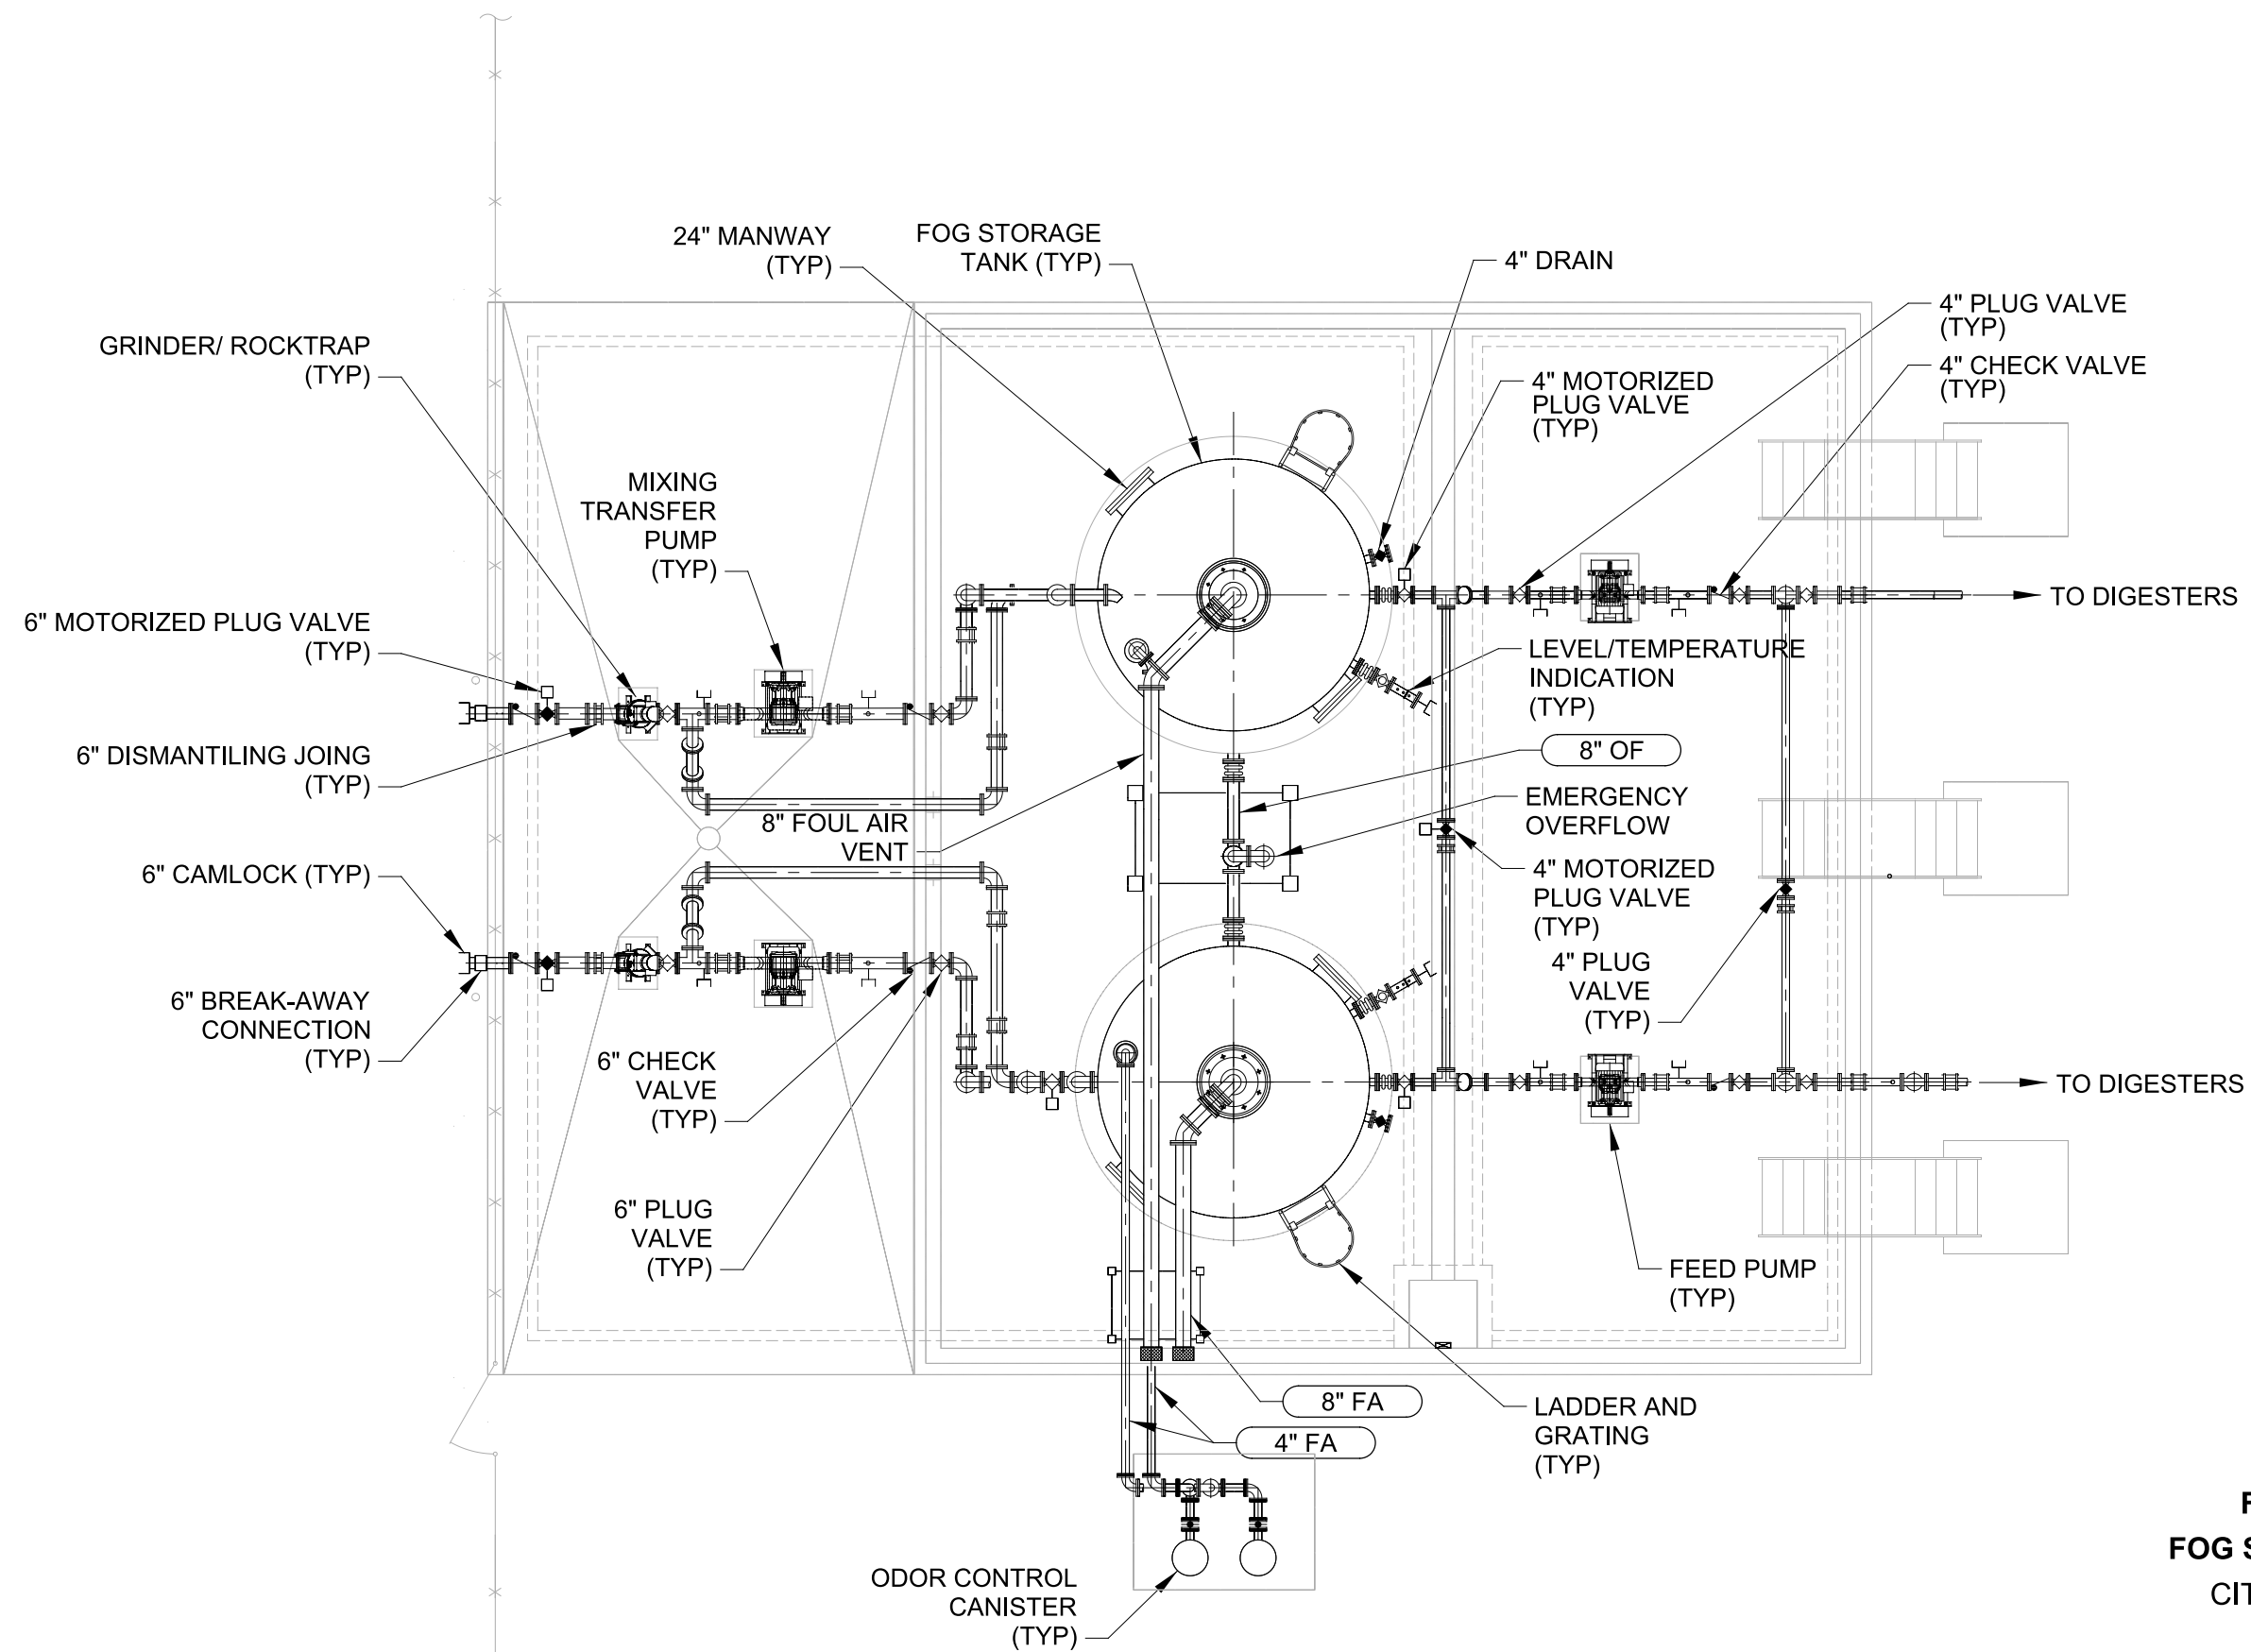 24" MANWAY
(TYP)
FOG STORAGE
TANK (TYP)
4" DRAIN
4" PLUG VALVE
(TYP)
4" CHECK VALVE
(TYP)
GRINDER/ ROCKTRAP
(TYP)
4" MOTORIZED
PLUG VALVE
(TYP)
MIXING
TRANSFER
PUMP
(TYP)
TO DIGESTERS
6" MOTORIZED PLUG VALVE
(TYP)
LEVEL/TEMPERATURE
INDICATION
(TYP)
6" DISMANTILING JOING
(TYP)
8" OF
8" FOUL AIR
VENT
EMERGENCY
OVERFLOW
6" CAMLOCK (TYP)
4" MOTORIZED
PLUG VALVE
(TYP)
4" PLUG
VALVE
(TYP)
6" BREAK-AWAY
CONNECTION
(TYP)
6" CHECK
VALVE
(TYP)
TO DIGESTERS
6" PLUG
VALVE
(TYP)
FEED PUMP
(TYP)
8" FA
4" FA
LADDER AND
GRATING
(TYP)
ODOR CONTROL
CANISTER
(TYP)
FOG S
CIT